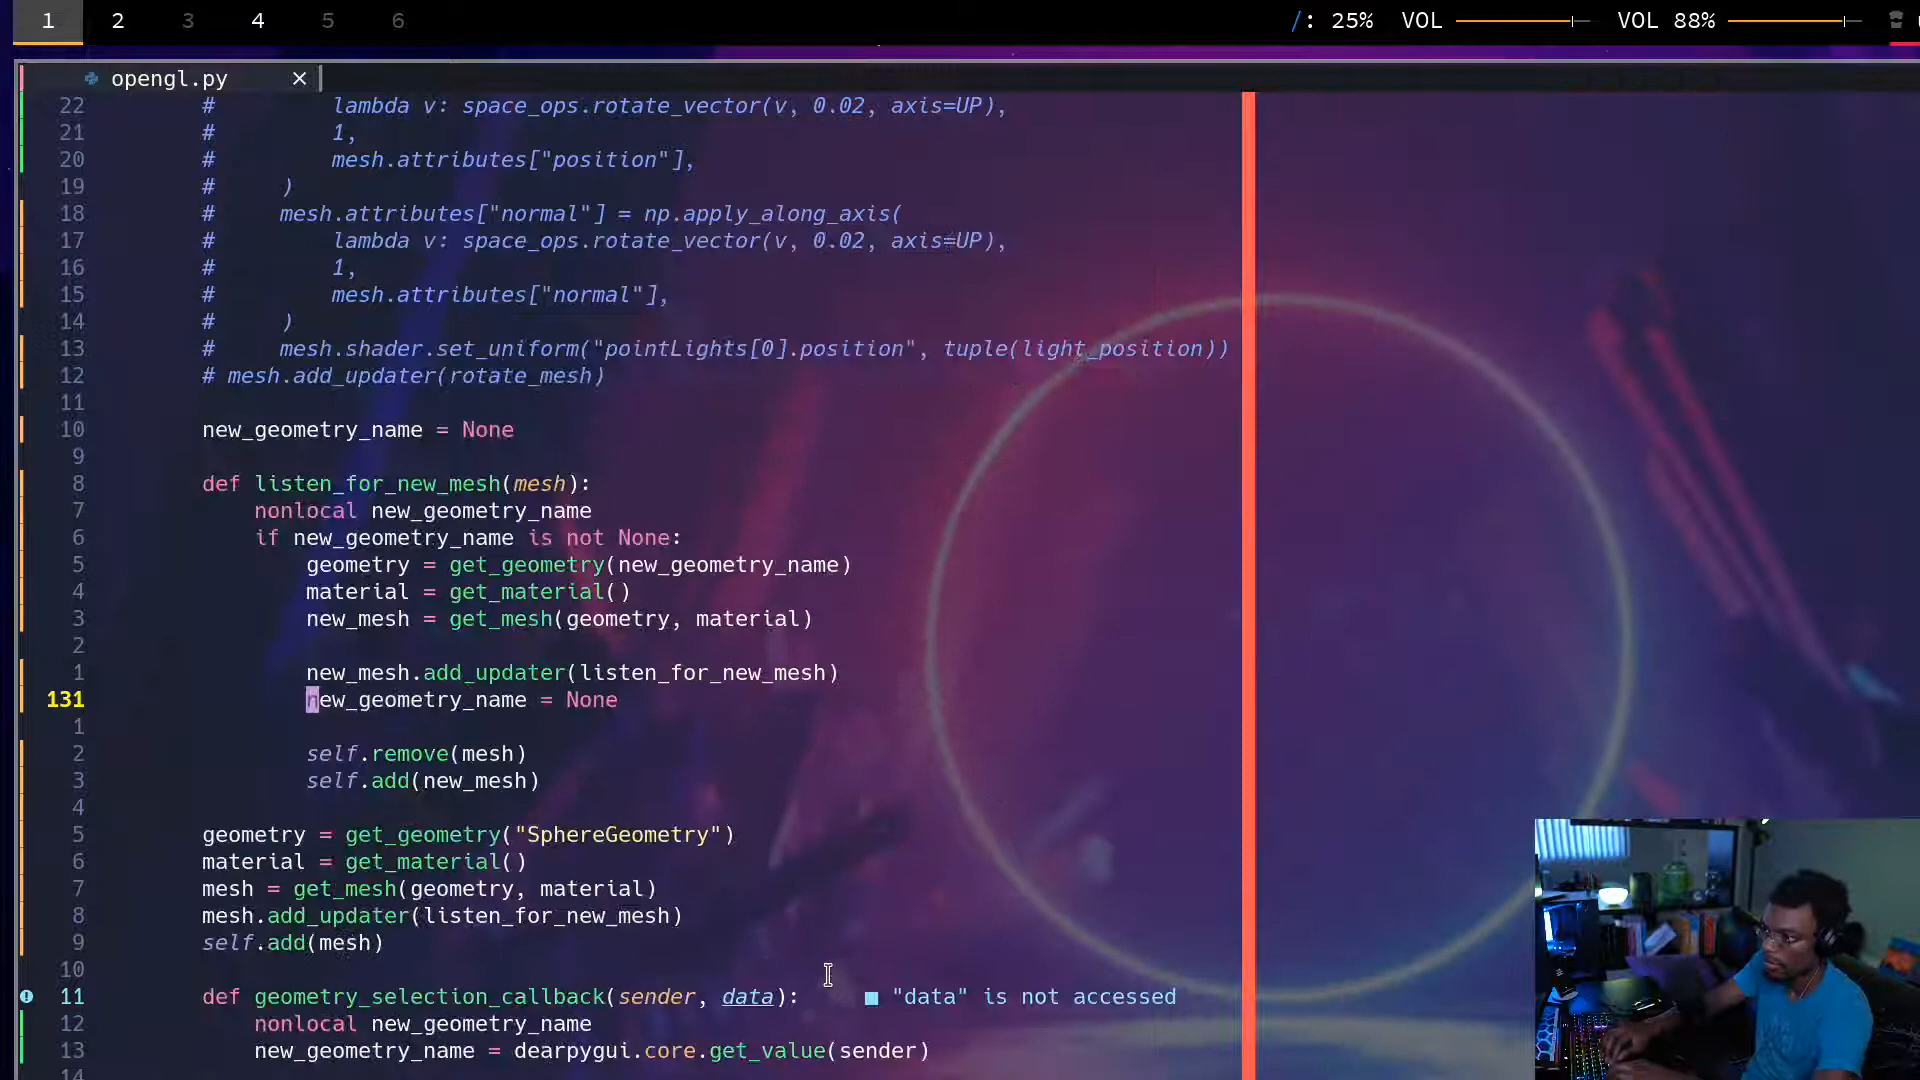 1 2 3 4 5 6 /: 25% VOL VOL 88%
opengl.py ×
22 # lambda v: space_ops.rotate_vector(v, 0.02, axis=UP),
21 # 1,
20 # mesh.attributes["position"],
19 # )
18 # mesh.attributes["normal"] = np.apply_along_axis(
17 # lambda v: space_ops.rotate_vector(v, 0.02, axis=UP),
16 # 1,
15 # mesh.attributes["normal"],
14 # )
13 # mesh.shader.set_uniform("pointLights[0].position", tuple(light_position))
12 # mesh.add_updater(rotate_mesh)
11
10 new_geometry_name = None
9
8 def listen_for_new_mesh(mesh):
7 nonlocal new_geometry_name
6 if new_geometry_name is not None:
5 geometry = get_geometry(new_geometry_name)
4 material = get_material()
3 new_mesh = get_mesh(geometry, material)
2
1 new_mesh.add_updater(listen_for_new_mesh)
131 new_geometry_name = None
1
2 self.remove(mesh)
3 self.add(new_mesh)
4
5 geometry = get_geometry("SphereGeometry")
6 material = get_material()
7 mesh = get_mesh(geometry, material)
8 mesh.add_updater(listen_for_new_mesh)
9 self.add(mesh)
10
11 def geometry_selection_callback(sender, data): ■ "data" is not accessed
12 nonlocal new_geometry_name
13 new_geometry_name = dearpygui.core.get_value(sender)
14